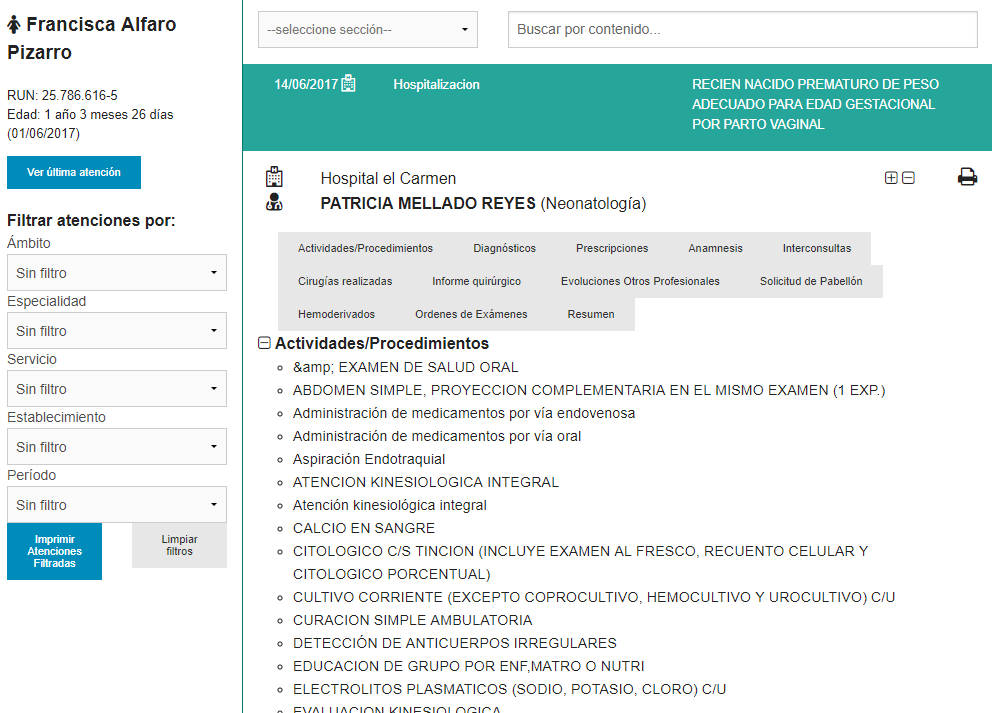 Francisca Alfaro
Pizarro
RUN: 25.786.616-5
Edad: 1 año 3 meses 26 días
(01/06/2017)
Ver última atención
Filtrar atenciones por:
Ámbito
Sin filtro
Especialidad
Sin filtro
Servicio
Sin filtro
Establecimiento
Sin filtro
Período
Sin filtro
Imprimir
Atenciones
Filtradas
Limpiar
filtros
--seleccione sección--
Buscar por contenido...
14/06/2017 Hospitalizacion RECIEN NACIDO PREMATURO DE PESO
ADECUADO PARA EDAD GESTACIONAL
POR PARTO VAGINAL
Hospital el Carmen
PATRICIA MELLADO REYES (Neonatología)
Actividades/Procedimientos Diagnósticos Prescripciones Anamnesis Interconsultas
Cirugías realizadas Informe quirúrgico Evoluciones Otros Profesionales Solicitud de Pabellón
Hemoderivados Ordenes de Exámenes Resumen
Actividades/Procedimientos
&amp; EXAMEN DE SALUD ORAL
ABDOMEN SIMPLE, PROYECCION COMPLEMENTARIA EN EL MISMO EXAMEN (1 EXP.)
Administración de medicamentos por vía endovenosa
Administración de medicamentos por vía oral
Aspiración Endotraquial
ATENCION KINESIOLOGICA INTEGRAL
Atención kinesiológica integral
CALCIO EN SANGRE
CITOLOGICO C/S TINCION (INCLUYE EXAMEN AL FRESCO, RECUENTO CELULAR Y
CITOLOGICO PORCENTUAL)
CULTIVO CORRIENTE (EXCEPTO COPROCULTIVO, HEMOCULTIVO Y UROCULTIVO) C/U
CURACION SIMPLE AMBULATORIA
DETECCIÓN DE ANTICUERPOS IRREGULARES
EDUCACION DE GRUPO POR ENF,MATRO O NUTRI
ELECTROLITOS PLASMATICOS (SODIO, POTASIO, CLORO) C/U
EVALUACION KINESIOLOGICA